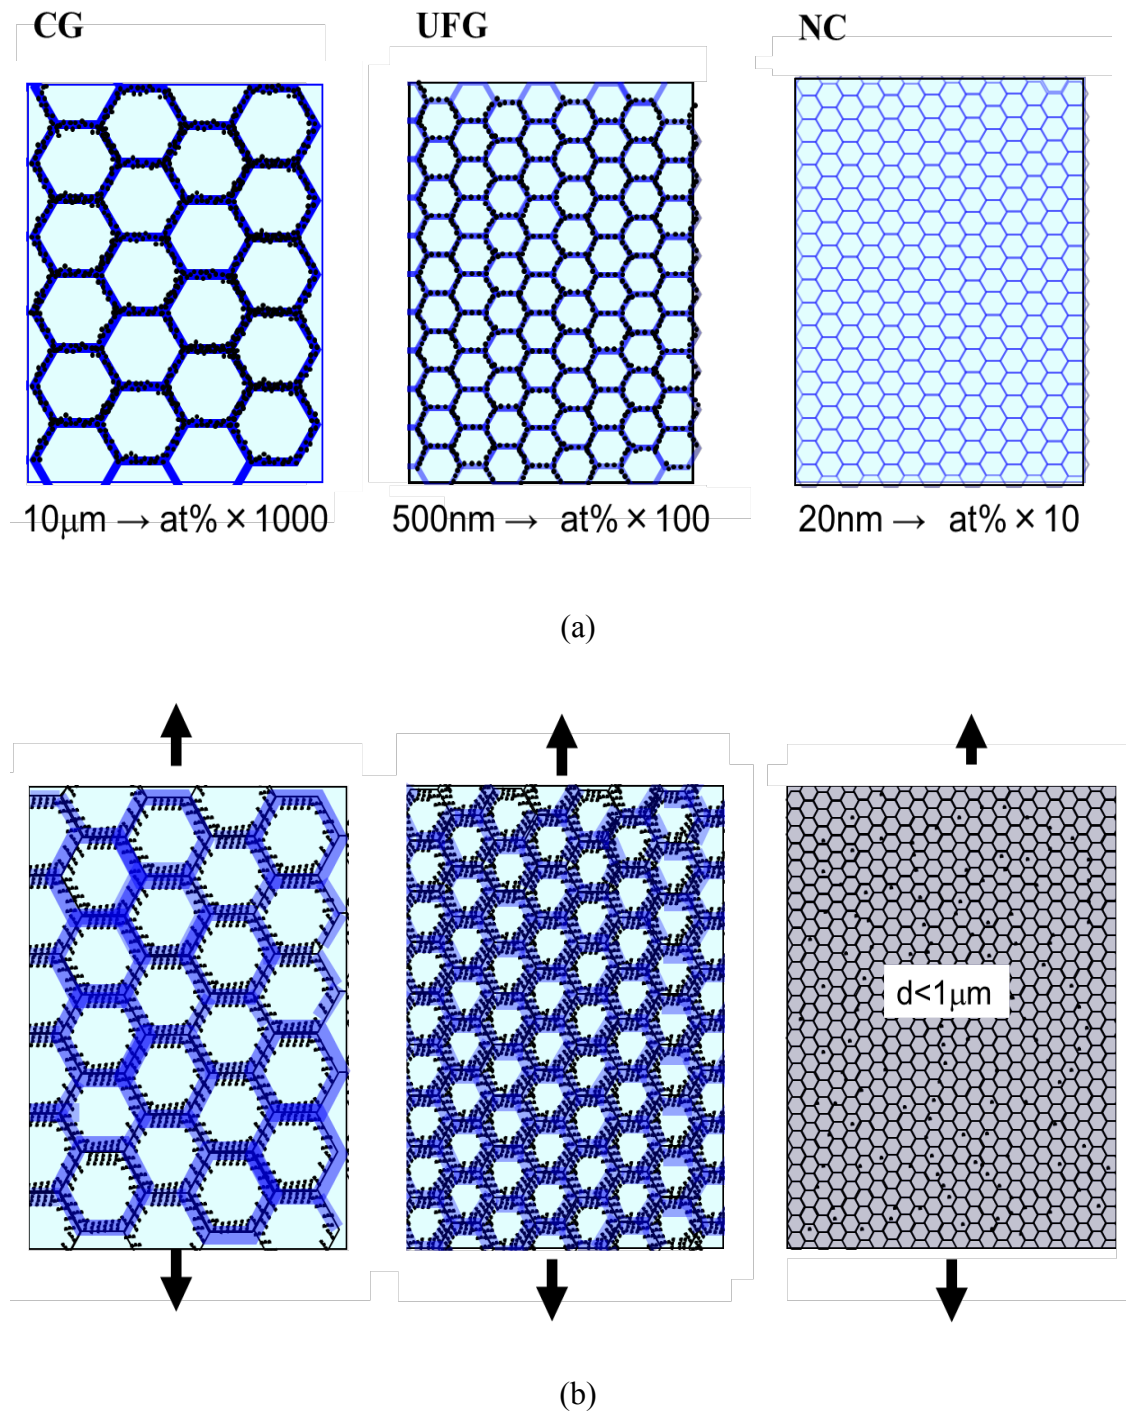 CG UFG NC
10μm → at% × 1000 500nm → at% × 100 20nm → at% × 10
(a)
d<1μm
(b)